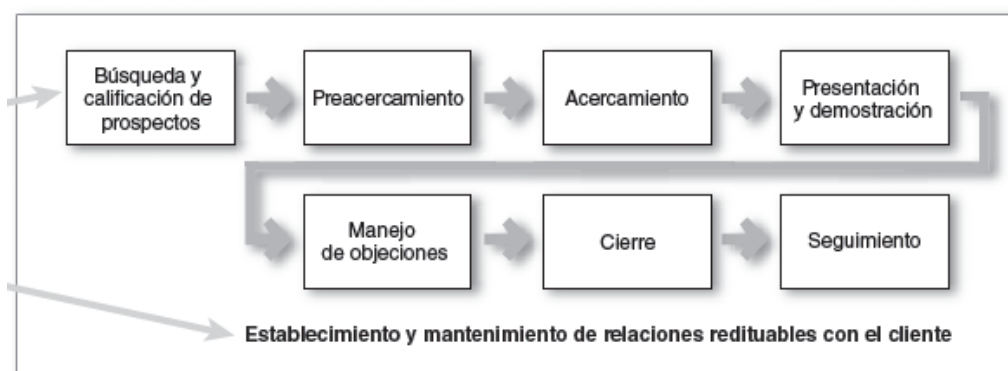 Búsqueda y
calificación de
prospectos
Preacercamiento
Acercamiento
Presentación
y demostración
Manejo
de objeciones
Cierre
Seguimiento
Establecimiento y mantenimiento de relaciones redituables con el cliente